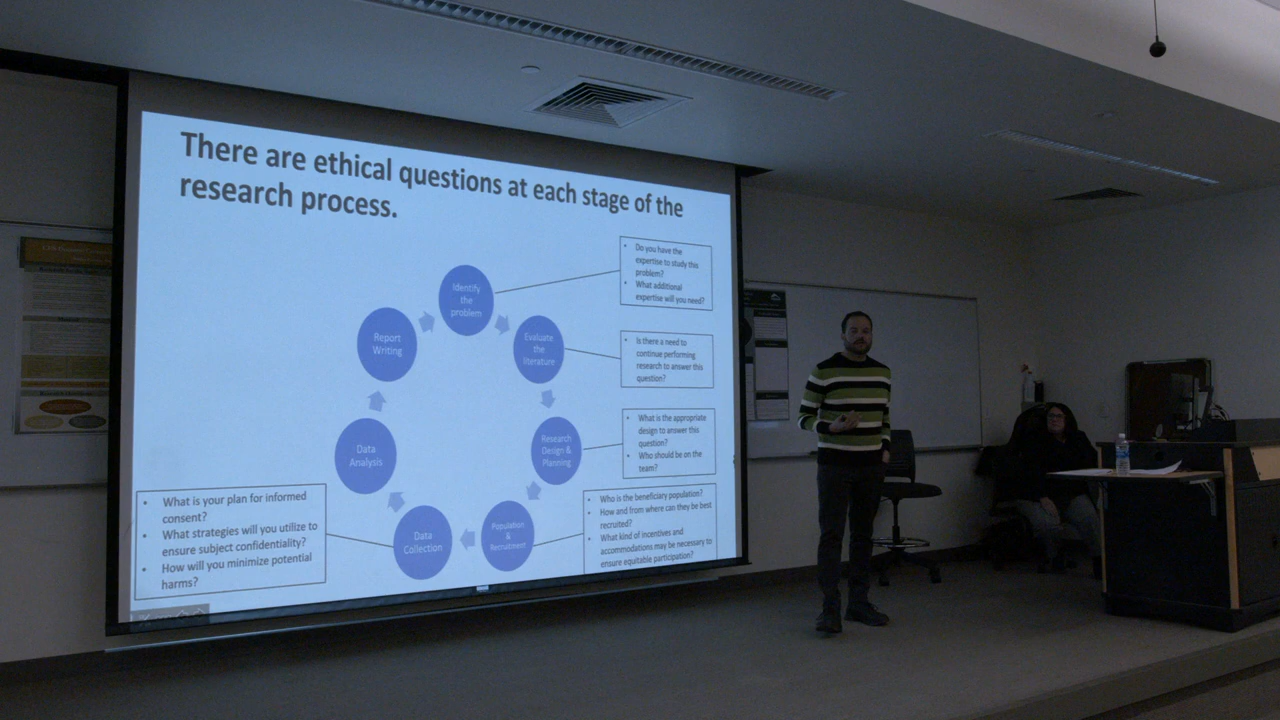 There are ethical questions at each stage of the
research process.
Identify
the
problem
• Do you have the
expertise to study this
problem?
• What additional
expertise will you need?
Evaluate
the
literature
• Is there a need to
continue performing
research to answer this
question?
Research
Design &
Planning
• What is the appropriate
design to answer this
question?
• Who should be on the
team?
Population
&
Recruitment
• Who is the beneficiary population?
• How and from where can they be best
recruited?
• What kind of incentives and
accommodations may be necessary to
ensure equitable participation?
Data
Collection
• What is your plan for informed
consent?
• What strategies will you utilize to
ensure subject confidentiality?
• How will you minimize potential
harms?
Data
Analysis
Report
Writing